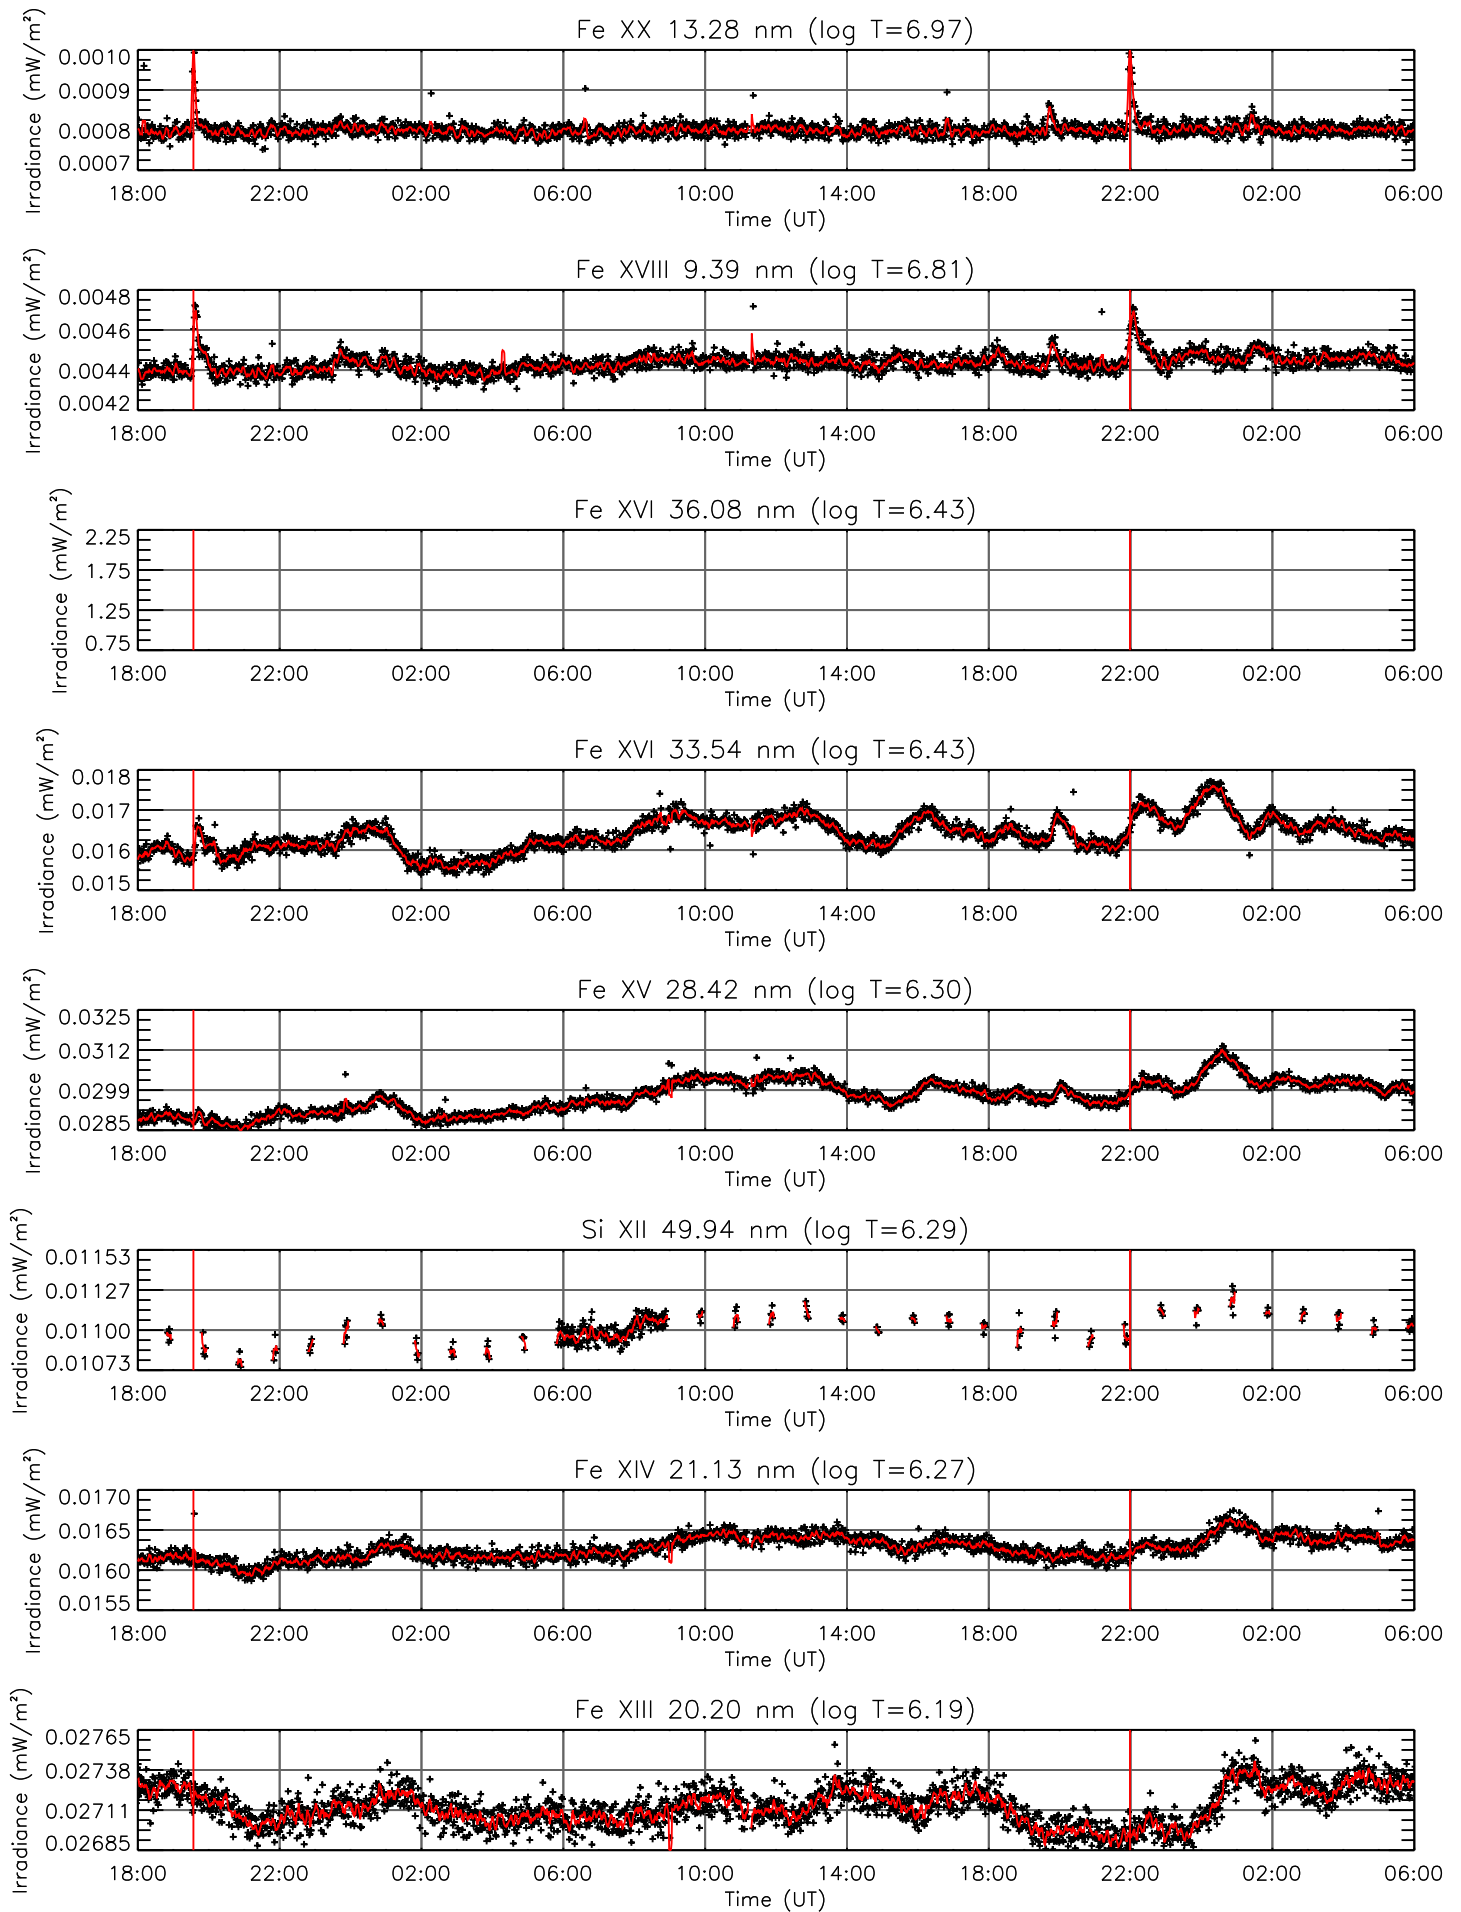 Fe XX 13.28 nm (log T=6.97)
Irradiance (mW/m²)
0.0010
0.0009
0.0008
0.0007
18:00 22:00 02:00 06:00 10:00 14:00 18:00 22:00 02:00 06:00
Time (UT)
Fe XVIII 9.39 nm (log T=6.81)
Irradiance (mW/m²)
0.0048
0.0046
0.0044
0.0042
18:00 22:00 02:00 06:00 10:00 14:00 18:00 22:00 02:00 06:00
Time (UT)
Fe XVI 36.08 nm (log T=6.43)
Irradiance (mW/m²)
2.25
1.75
1.25
0.75
18:00 22:00 02:00 06:00 10:00 14:00 18:00 22:00 02:00 06:00
Time (UT)
Fe XVI 33.54 nm (log T=6.43)
Irradiance (mW/m²)
0.018
0.017
0.016
0.015
18:00 22:00 02:00 06:00 10:00 14:00 18:00 22:00 02:00 06:00
Time (UT)
Fe XV 28.42 nm (log T=6.30)
Irradiance (mW/m²)
0.0325
0.0312
0.0299
0.0285
18:00 22:00 02:00 06:00 10:00 14:00 18:00 22:00 02:00 06:00
Time (UT)
Si XII 49.94 nm (log T=6.29)
Irradiance (mW/m²)
0.01153
0.01127
0.01100
0.01073
18:00 22:00 02:00 06:00 10:00 14:00 18:00 22:00 02:00 06:00
Time (UT)
Fe XIV 21.13 nm (log T=6.27)
Irradiance (mW/m²)
0.0170
0.0165
0.0160
0.0155
18:00 22:00 02:00 06:00 10:00 14:00 18:00 22:00 02:00 06:00
Time (UT)
Fe XIII 20.20 nm (log T=6.19)
Irradiance (mW/m²)
0.02765
0.02738
0.02711
0.02685
18:00 22:00 02:00 06:00 10:00 14:00 18:00 22:00 02:00 06:00
Time (UT)